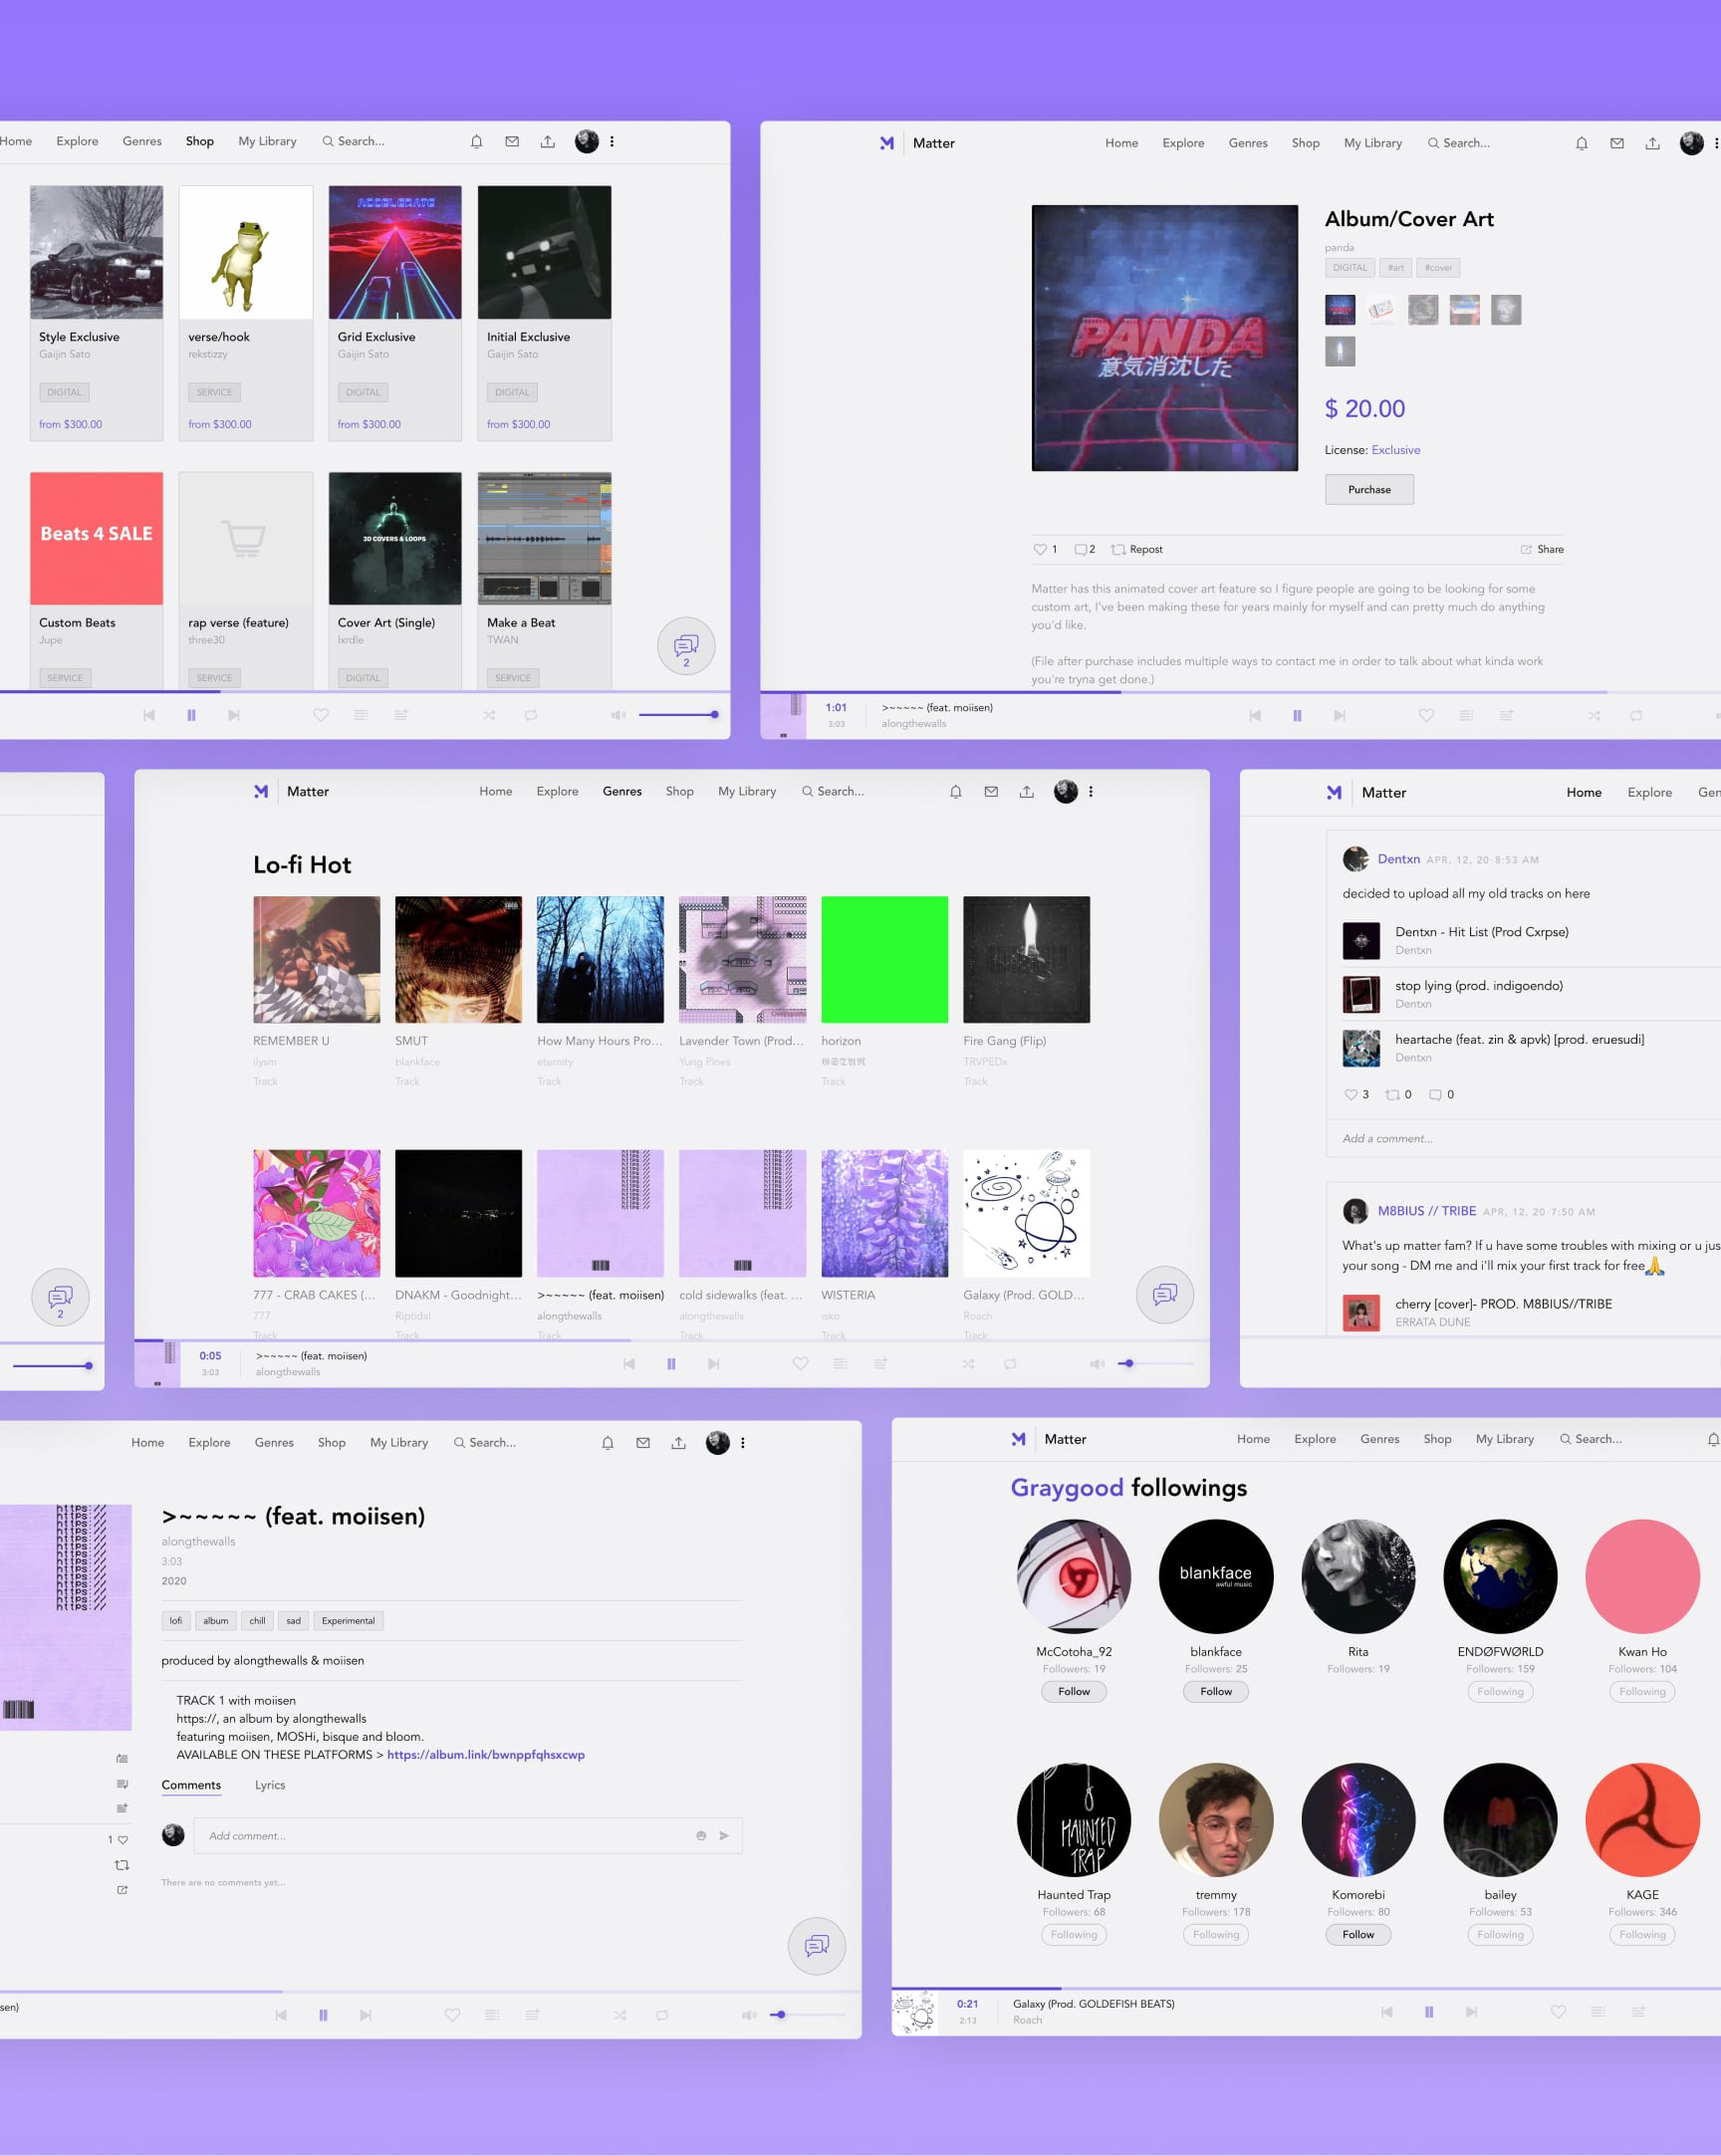 Home Explore Genres Shop My Library Search...
ACCELERATE
Style Exclusive
Gaijin Sato
DIGITAL
from $300.00
verse/hook
rekstizzy
SERVICE
from $300.00
Grid Exclusive
Gaijin Sato
DIGITAL
from $300.00
Initial Exclusive
Gaijin Sato
DIGITAL
from $300.00
Beats 4 SALE
Custom Beats
Jupe
SERVICE
rap verse (feature)
three30
SERVICE
3D COVERS & LOOPS
Cover Art (Single)
lxrdle
DIGITAL
Make a Beat
TWAN
SERVICE
2
Matter Home Explore Genres Shop My Library Search...
PANDA
意気消沈した
Album/Cover Art
panda
DIGITAL #art #cover
$ 20.00
License: Exclusive
Purchase
1 2 Repost Share
Matter has this animated cover art feature so I figure people are going to be looking for some
custom art, I've been making these for years mainly for myself and can pretty much do anything
you'd like.
(File after purchase includes multiple ways to contact me in order to talk about what kinda work
you're tryna get done.)
1:01
3:03
>~~~~~ (feat. moiisen)
alongthewalls
2
Matter Home Explore Genres Shop My Library Search...
Lo-fi Hot
REMEMBER U
ilysm
Track
SMUT
blankface
Track
How Many Hours Pro...
eternity
Track
Lavender Town (Prod...
Yung Pines
Track
horizon
Track
Fire Gang (Flip)
TRVPEDx
Track
777 - CRAB CAKES (...
777
Track
DNAKM - Goodnight...
Riptidal
Track
https://
>~~~~~ (feat. moiisen)
alongthewalls
Track
https://
cold sidewalks (feat. ...
alongthewalls
Track
WISTERIA
isko
Track
Galaxy (Prod. GOLD...
Roach
Track
0:05
3:03
>~~~~~ (feat. moiisen)
alongthewalls
Matter Home Explore Gen
Dentxn APR, 12, 20 8:53 AM
decided to upload all my old tracks on here
Dentxn - Hit List (Prod Cxrpse)
Dentxn
stop lying (prod. indigoendo)
Dentxn
heartache (feat. zin & apvk) [prod. eruesudi]
Dentxn
3 0 0
Add a comment...
M8BIUS // TRIBE APR, 12, 20 7:50 AM
What's up matter fam? If u have some troubles with mixing or u jus
your song - DM me and i'll mix your first track for free🙏
cherry [cover]- PROD. M8BIUS//TRIBE
ERRATA DUNE
Home Explore Genres Shop My Library Search...
https://
>~~~~~ (feat. moiisen)
alongthewalls
3:03
2020
lofi album chill sad Experimental
produced by alongthewalls & moiisen
TRACK 1 with moiisen
https://, an album by alongthewalls
featuring moiisen, MOSHi, bisque and bloom.
AVAILABLE ON THESE PLATFORMS > https://album.link/bwnppfqhsxcwp
Comments Lyrics
1
Add comment...
There are no comments yet...
sen)
Matter Home Explore Genres Shop My Library Search...
Graygood followings
McCotoha_92
Followers: 19
Follow
blankface
awful music
blankface
Followers: 25
Follow
Rita
Followers: 19
ENDØFWØRLD
Followers: 159
Following
Kwan Ho
Followers: 104
Following
HAUNTED
TRAP
Haunted Trap
Followers: 68
Following
tremmy
Followers: 178
Following
Komorebi
Followers: 80
Follow
bailey
Followers: 53
Following
KAGE
Followers: 346
Following
0:21
2:13
Galaxy (Prod. GOLDEFISH BEATS)
Roach